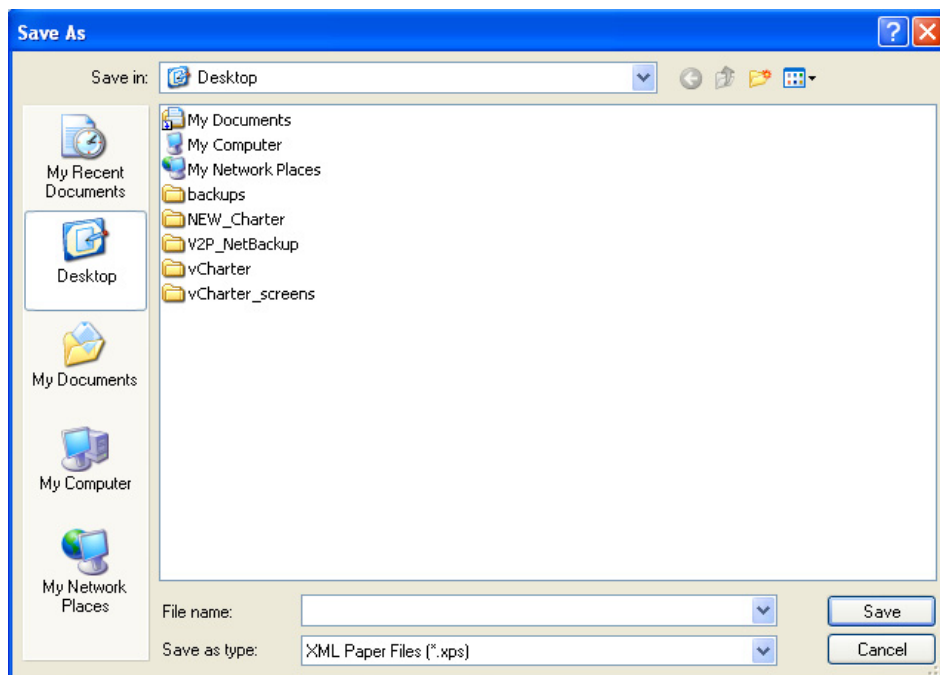 Save As
Save in: Desktop
My Recent
Documents
Desktop
My Documents
My Computer
My Network
Places
My Documents
My Computer
My Network Places
backups
NEW_Charter
V2P_NetBackup
vCharter
vCharter_screens
File name:
Save
Save as type: XML Paper Files (*.xps)
Cancel